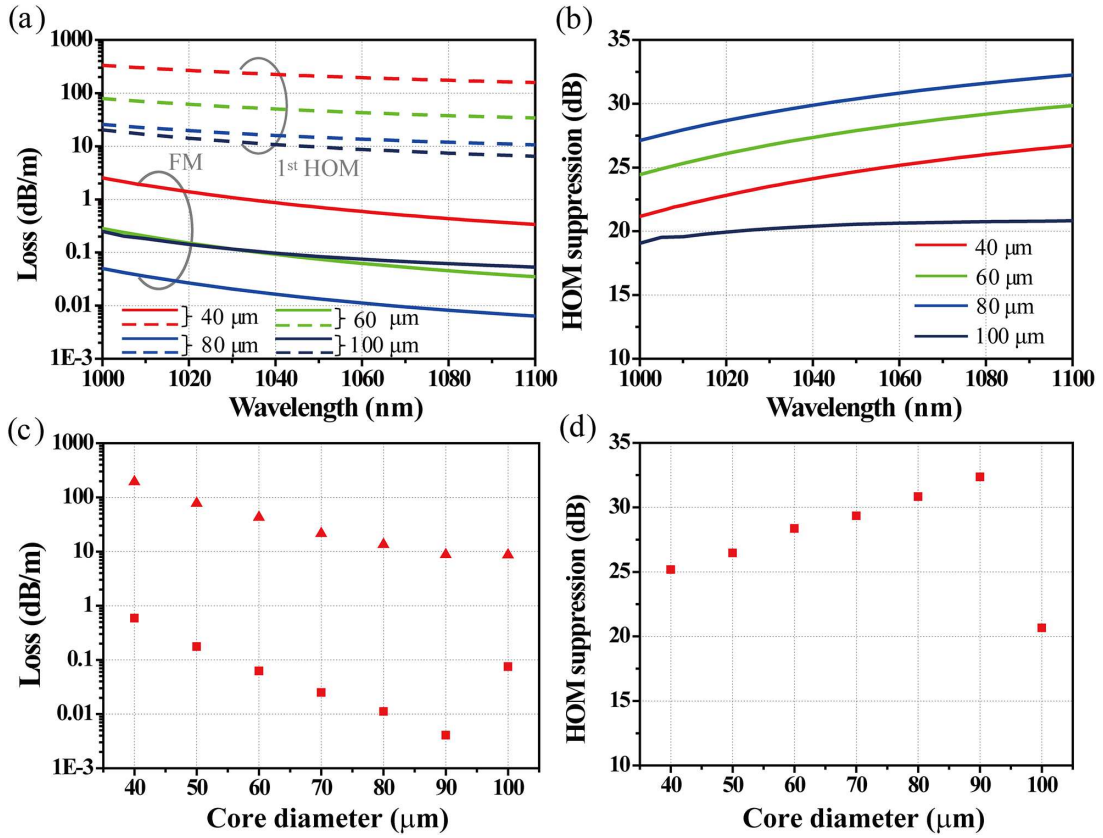 (a)
1000
100
10
1
0.1
0.01
1E-3
Loss (dB/m)
FM
1st HOM
40 μm
60 μm
80 μm
100 μm
1000 1020 1040 1060 1080 1100
Wavelength (nm)
(b)
35
30
25
20
15
10
HOM suppression (dB)
40 μm
60 μm
80 μm
100 μm
1000 1020 1040 1060 1080 1100
Wavelength (nm)
(c)
1000
100
10
1
0.1
0.01
1E-3
Loss (dB/m)
40 50 60 70 80 90 100
Core diameter (μm)
(d)
35
30
25
20
15
10
HOM suppression (dB)
40 50 60 70 80 90 100
Core diameter (μm)